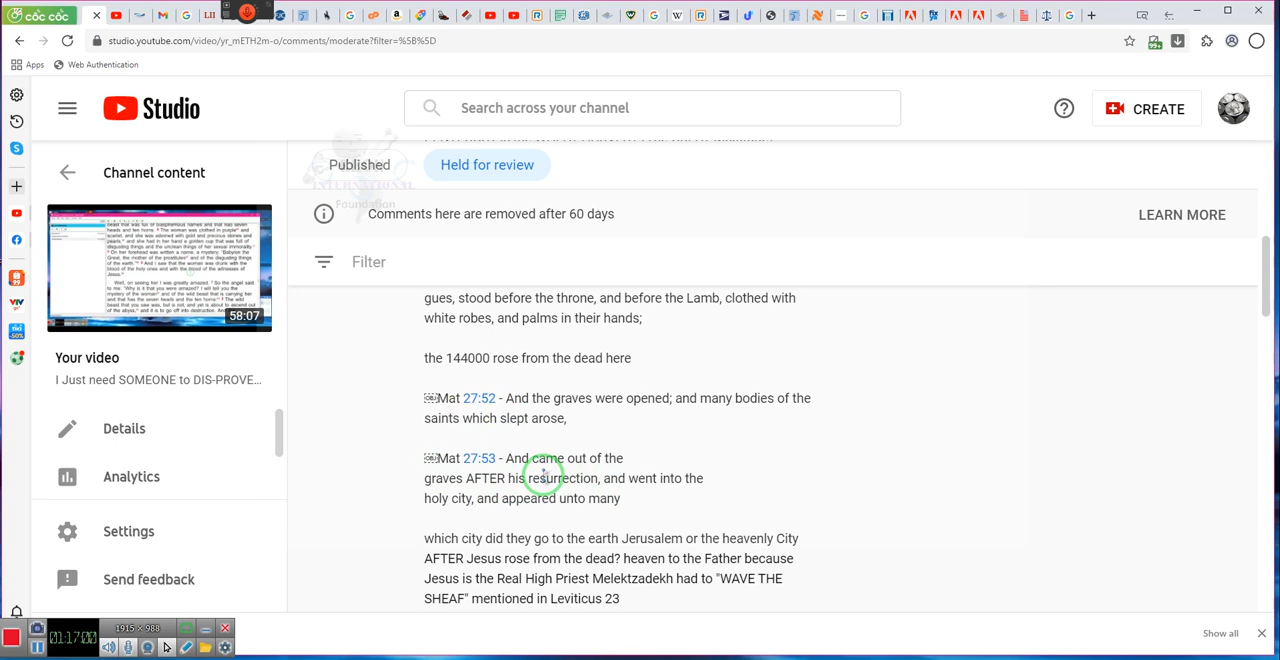 cốc cốc
studio.youtube.com/video/yr_mETH2m-o/comments/moderate?filter=%5B%5D
99+
Apps
Web Authentication
Studio
Search across your channel
CREATE
Channel content
58:07
Your video
I Just need SOMEONE to DIS-PROVE...
Details
Analytics
Settings
Send feedback
Published
Held for review
INTERNATIONAL
Foundation
Comments here are removed after 60 days
LEARN MORE
Filter
gues, stood before the throne, and before the Lamb, clothed with
white robes, and palms in their hands;
the 144000 rose from the dead here
Mat 27:52 - And the graves were opened; and many bodies of the
saints which slept arose,
Mat 27:53 - And came out of the
graves AFTER his resurrection, and went into the
holy city, and appeared unto many
which city did they go to the earth Jerusalem or the heavenly City
AFTER Jesus rose from the dead? heaven to the Father because
Jesus is the Real High Priest Melektzadekh had to "WAVE THE
SHEAF" mentioned in Leviticus 23
01:17:00
1915 × 988
Show all